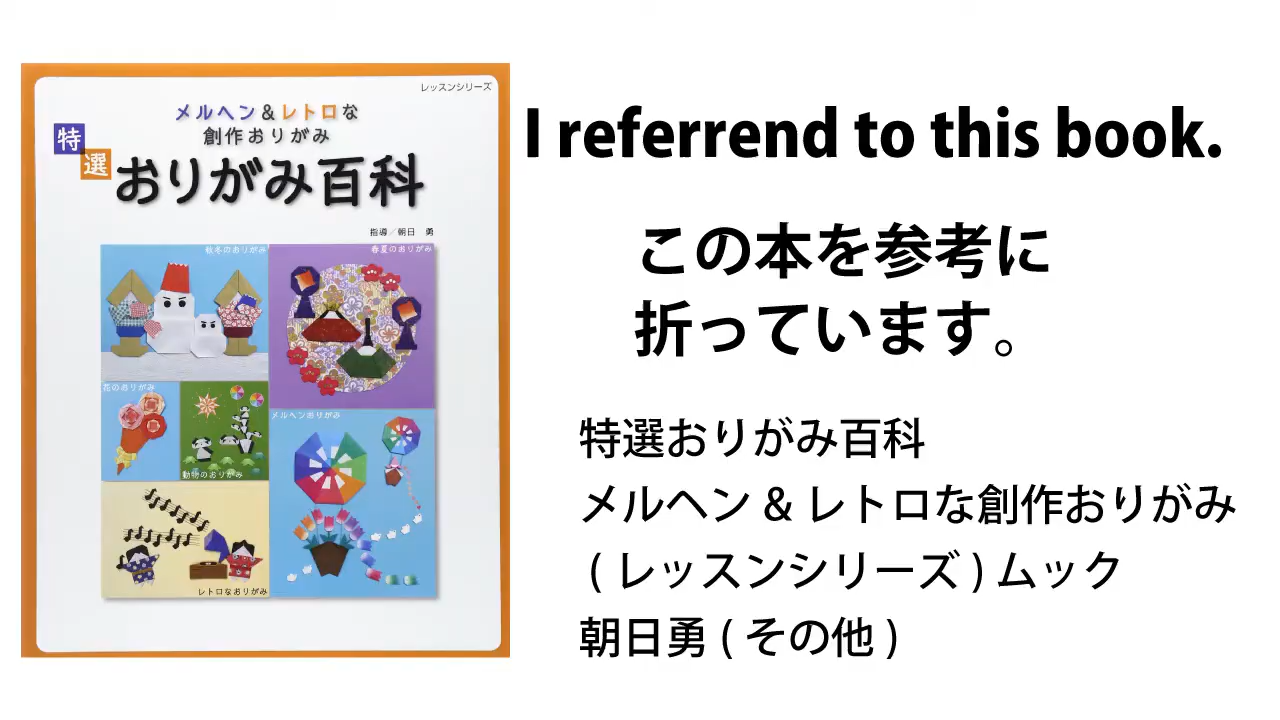 レッスンシリーズ
メルヘン&レトロな
創作おりがみ
特選
おりがみ百科
指導／朝日 勇
秋冬のおりがみ
春夏のおりがみ
花のおりがみ
動物のおりがみ
メルヘンおりがみ
レトロなおりがみ
I referrend to this book.
この本を参考に
折っています。
特選おりがみ百科
メルヘン & レトロな創作おりがみ
( レッスンシリーズ ) ムック
朝日勇 ( その他 )